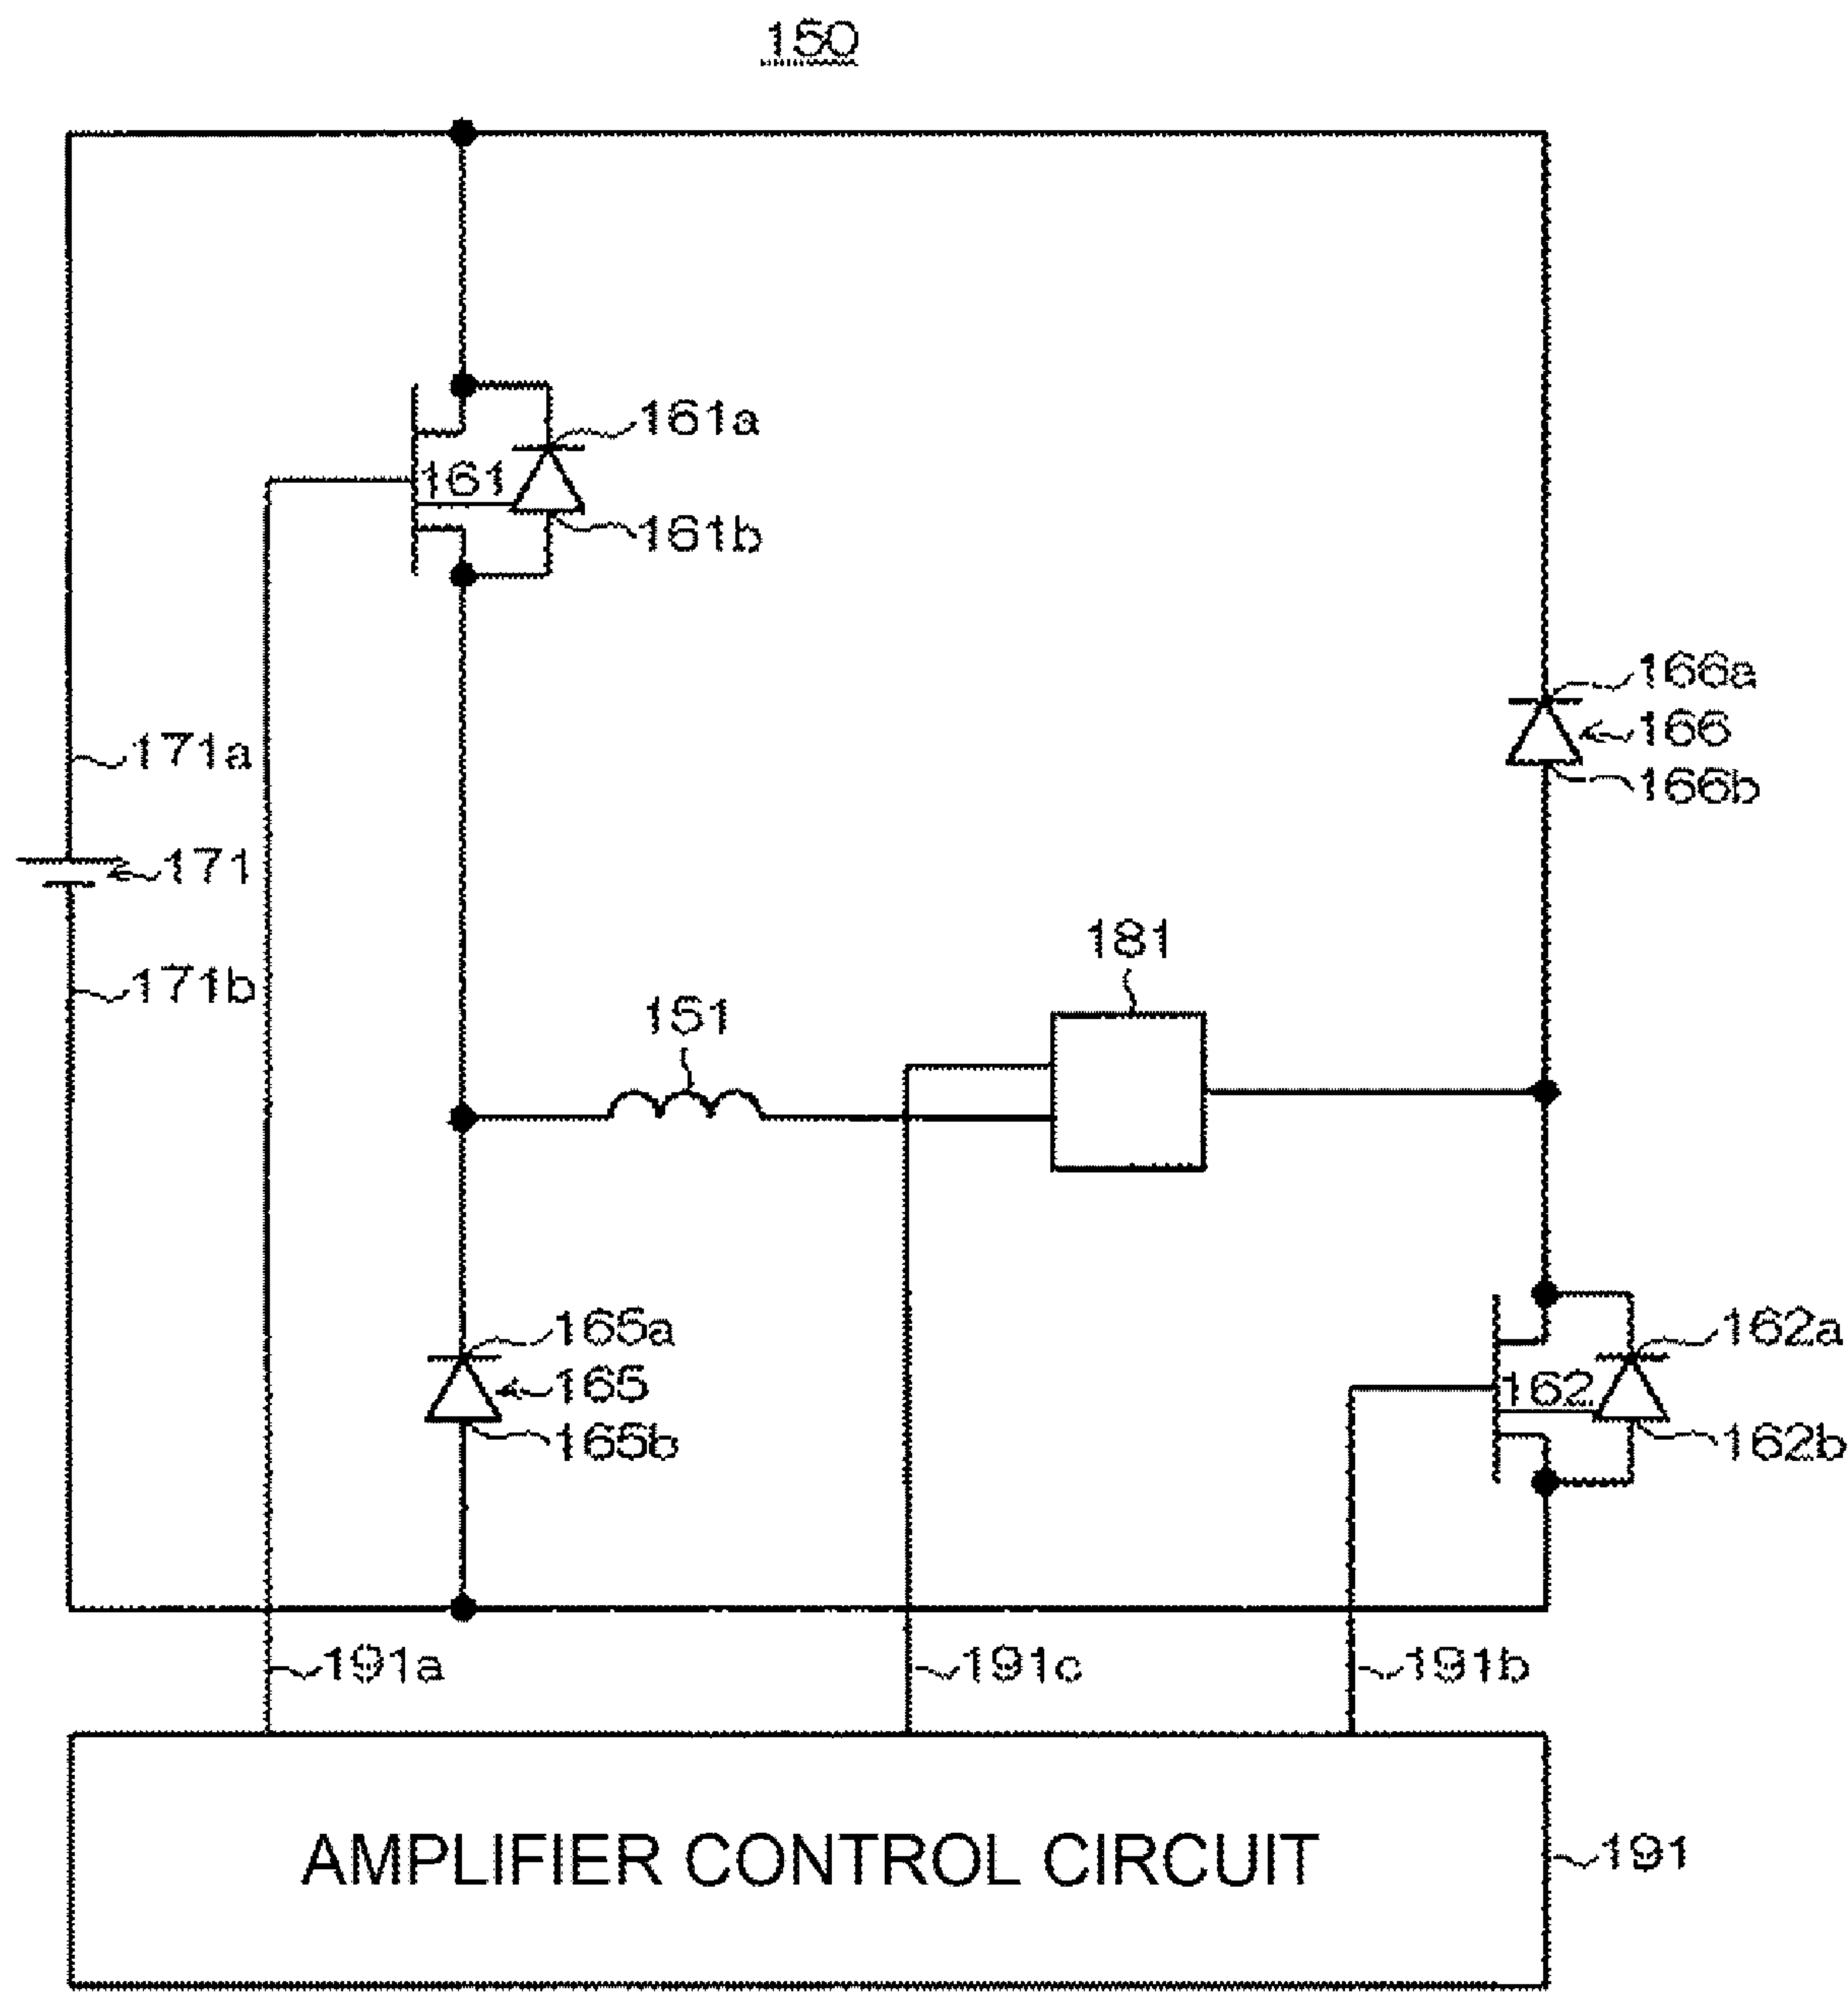 150
161a
161
161b
166a
166
166b
171a
171
171b
181
151
165a
165
165b
162a
162
162b
191a
191c
191b
AMPLIFIER CONTROL CIRCUIT
191